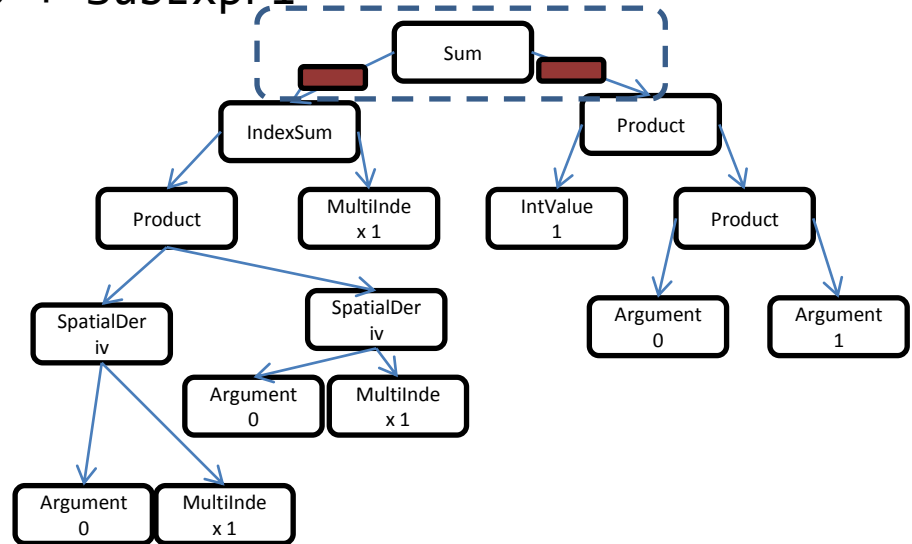 SubExpr1
Sum
IndexSum
Product
Product
MultiInde
x 1
IntValue
1
Product
SpatialDer
iv
SpatialDer
iv
Argument
0
Argument
1
Argument
0
MultiInde
x 1
Argument
0
MultiInde
x 1